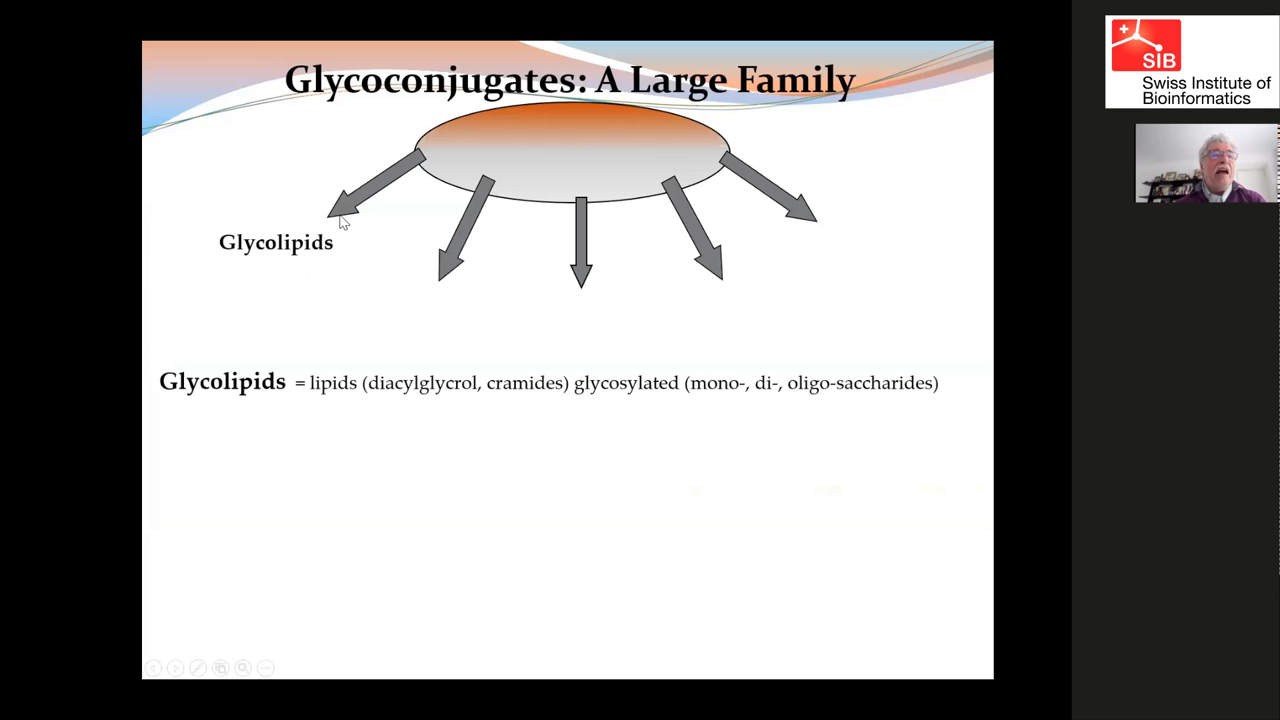 Glycoconjugates: A Large Family
Glycolipids
Glycolipids = lipids (diacylglycrol, cramides) glycosylated (mono-, di-, oligo-saccharides)
SIB
Swiss Institute of
Bioinformatics